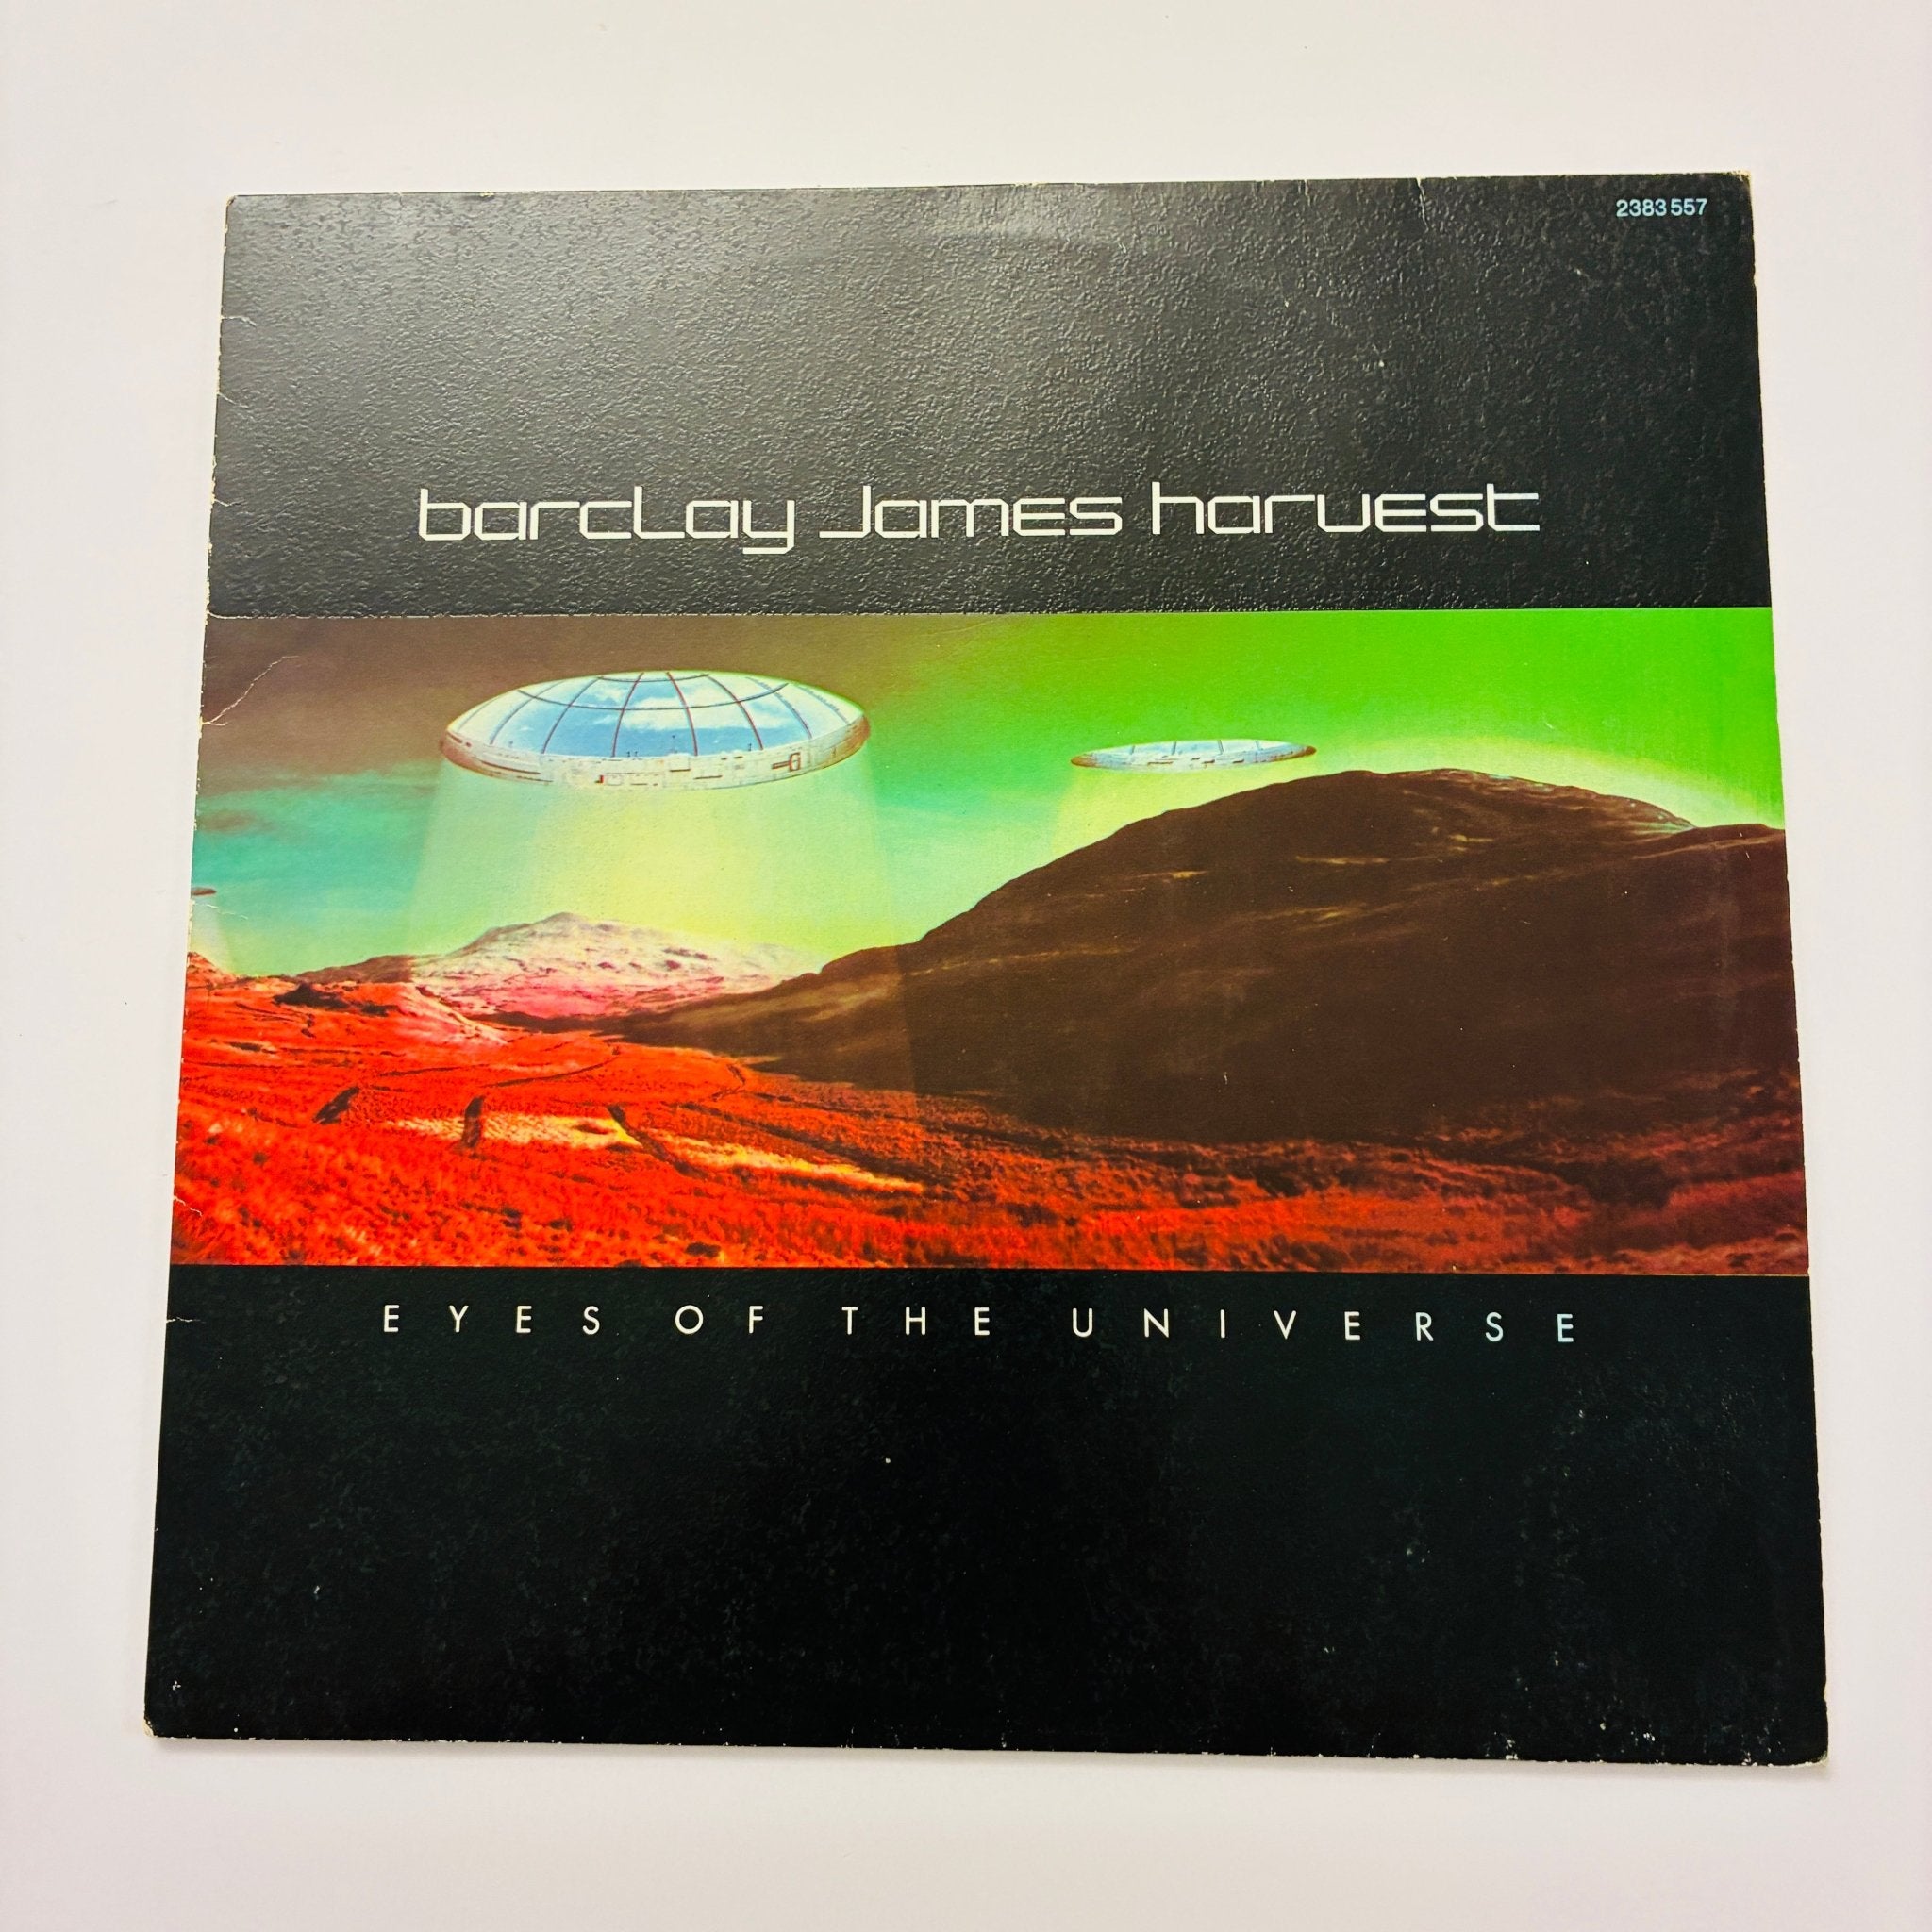 2383 557
barclay James harvest
EYES OF THE UNIVERSE